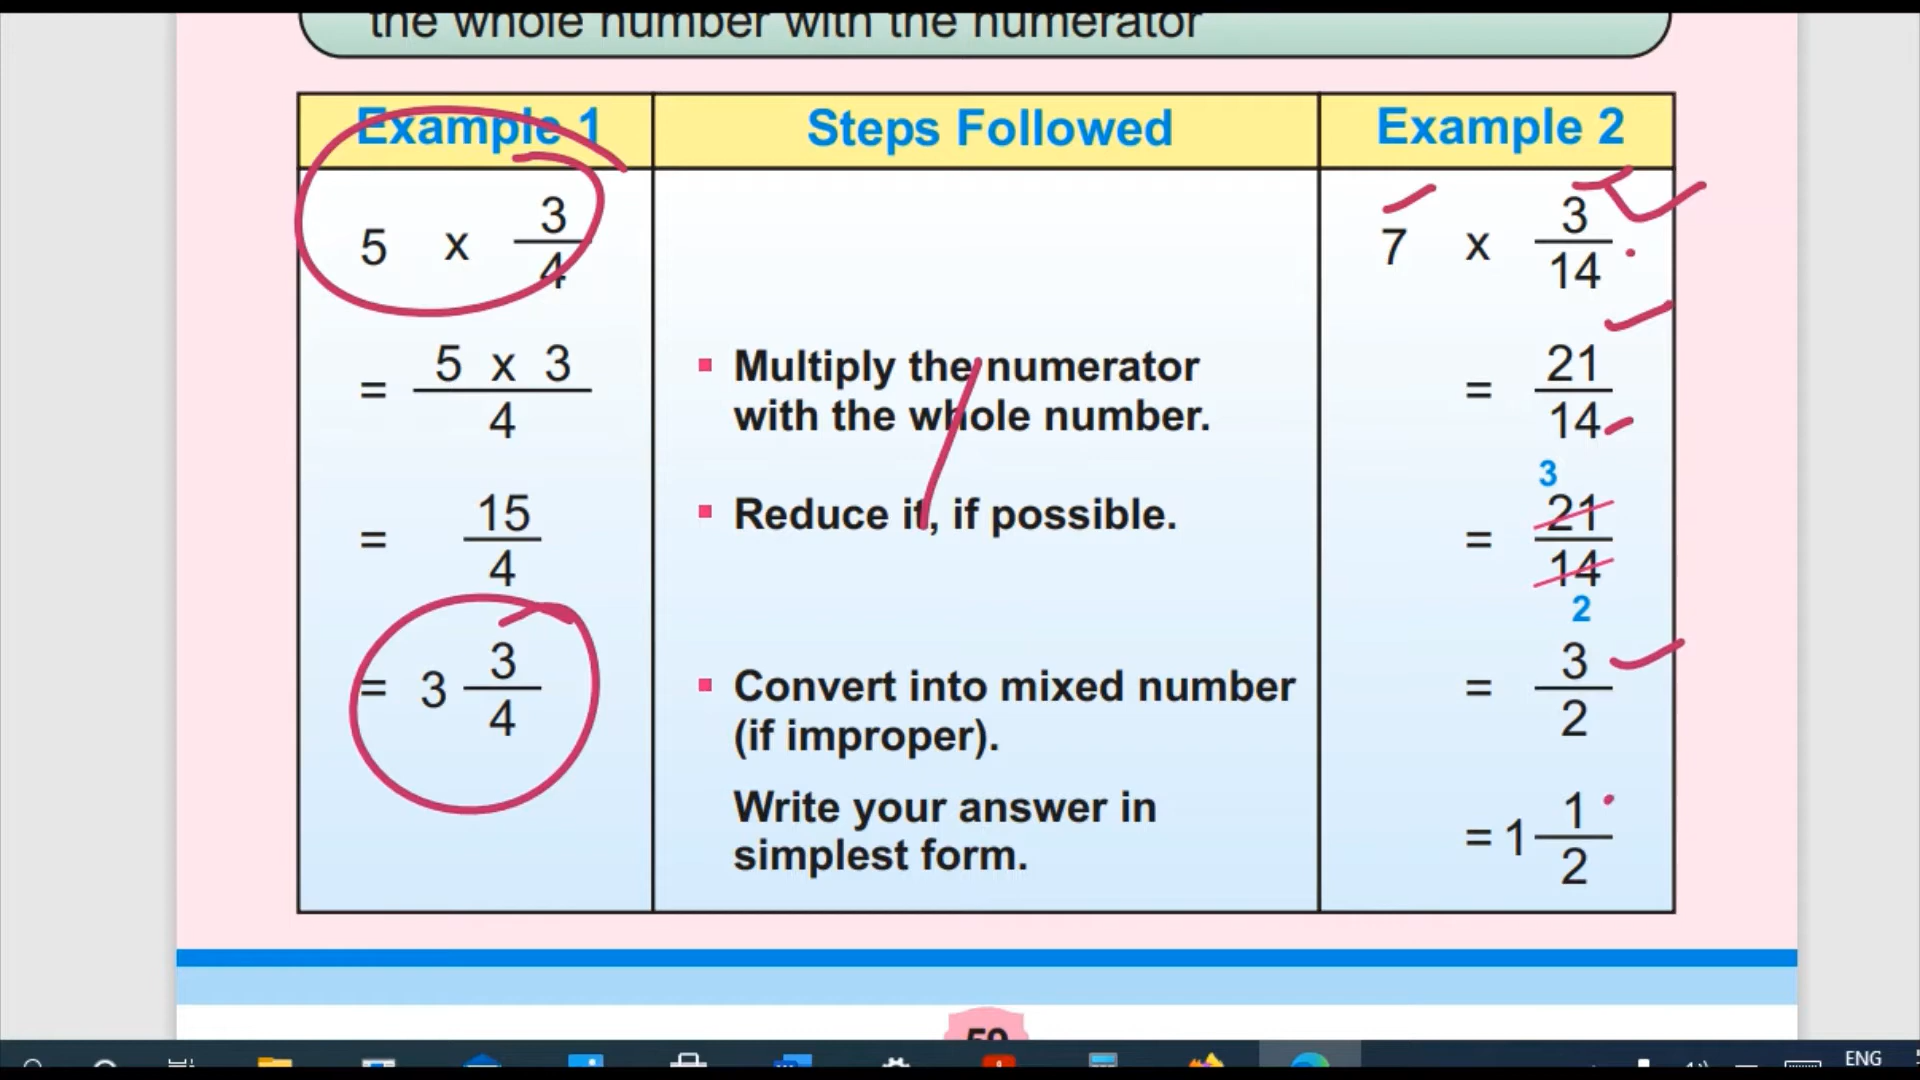 the whole number with the numerator
Example 1
Steps Followed
Example 2
5 x 3/4
7 x 3/14
= 5 x 3/4
Multiply the numerator
with the whole number.
= 21/14
= 15/4
Reduce it, if possible.
3
= 21/14
2
= 3 3/4
Convert into mixed number
(if improper).
= 3/2
Write your answer in
simplest form.
= 1 1/2
59
ENG